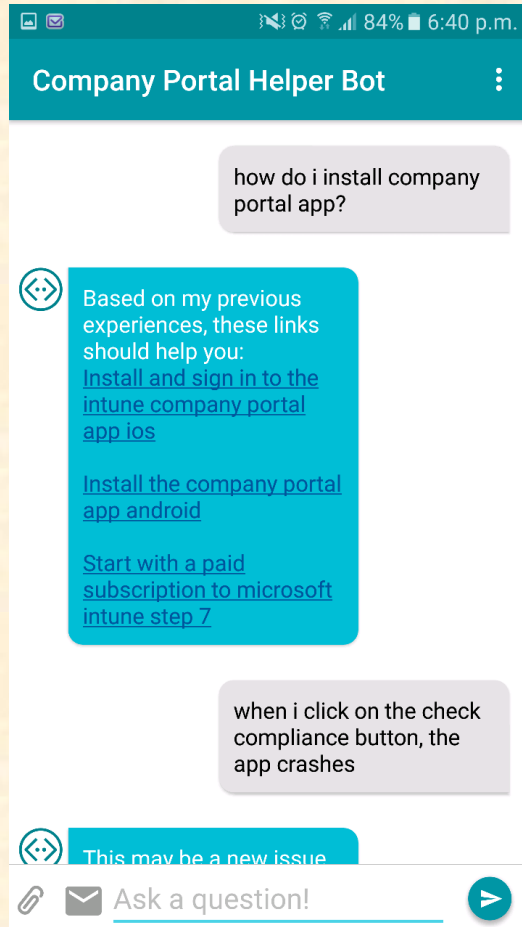 84% 6:40 p.m.
Company Portal Helper Bot
how do i install company
portal app?
Based on my previous
experiences, these links
should help you:
Install and sign in to the
intune company portal
app ios
Install the company portal
app android
Start with a paid
subscription to microsoft
intune step 7
when i click on the check
compliance button, the
app crashes
This may be a new issue
Ask a question!